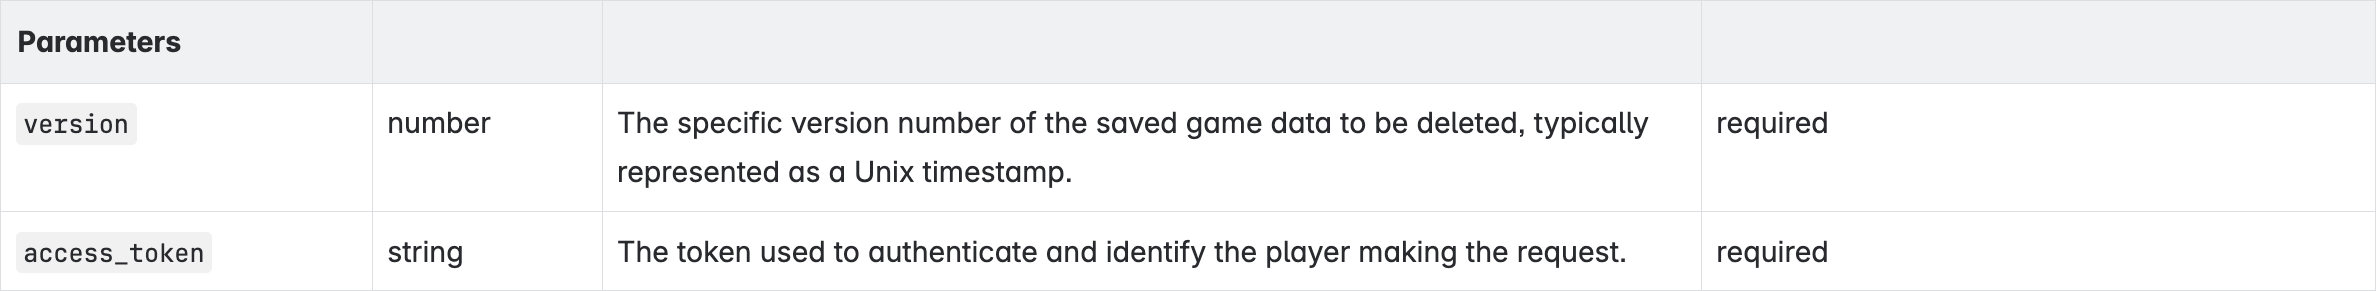 Parameters
version number The specific version number of the saved game data to be deleted, typically required
represented as a Unix timestamp.
access_token string The token used to authenticate and identify the player making the request. required